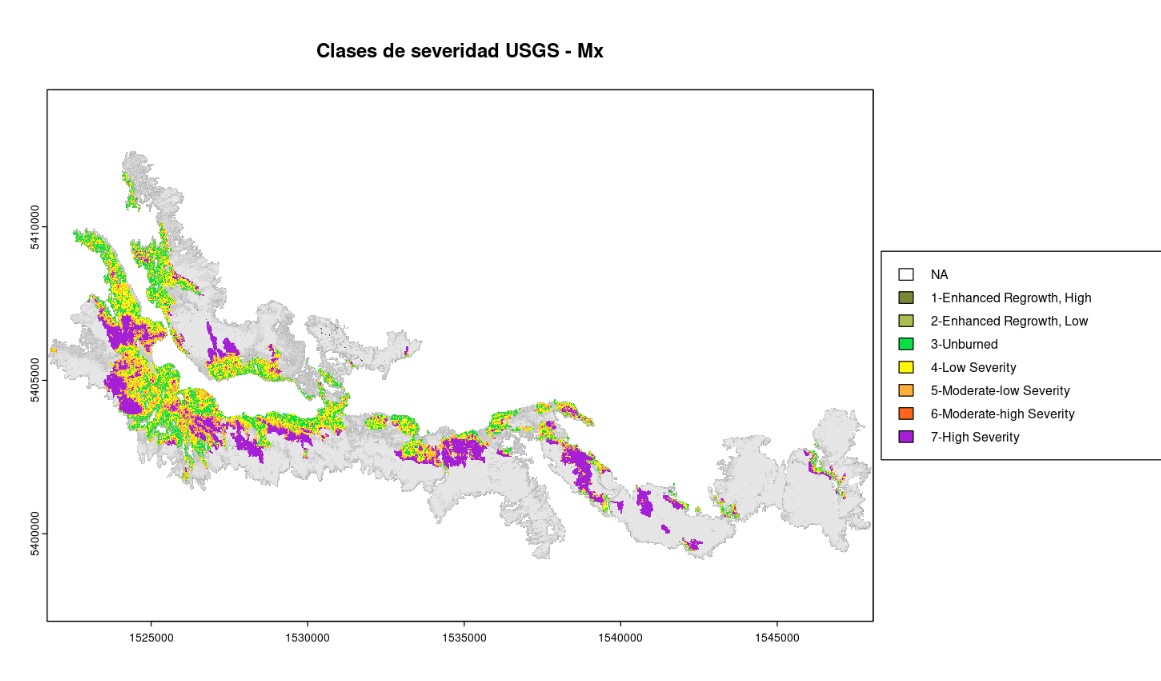 Clases de severidad USGS - Mx
5410000
5405000
5400000
1525000
1530000
1535000
1540000
1545000
NA
1-Enhanced Regrowth, High
2-Enhanced Regrowth, Low
3-Unburned
4-Low Severity
5-Moderate-low Severity
6-Moderate-high Severity
7-High Severity